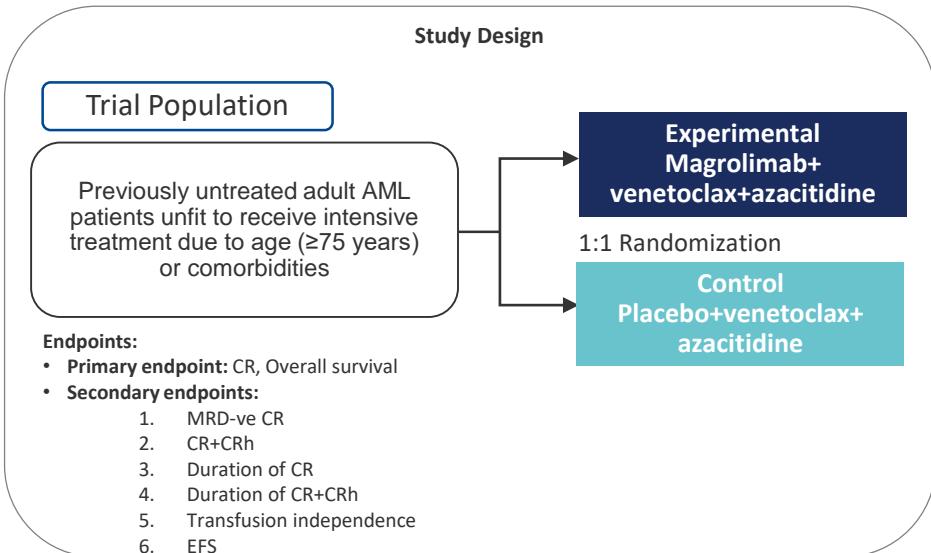 Study Design
Trial Population
Previously untreated adult AML
patients unfit to receive intensive
treatment due to age (≥75 years)
or comorbidities
Experimental
Magrolimab+
venetoclax+azacitidine
1:1 Randomization
Control
Placebo+venetoclax+
azacitidine
Endpoints:
• Primary endpoint: CR, Overall survival
• Secondary endpoints:
1. MRD-ve CR
2. CR+CRh
3. Duration of CR
4. Duration of CR+CRh
5. Transfusion independence
6. EFS